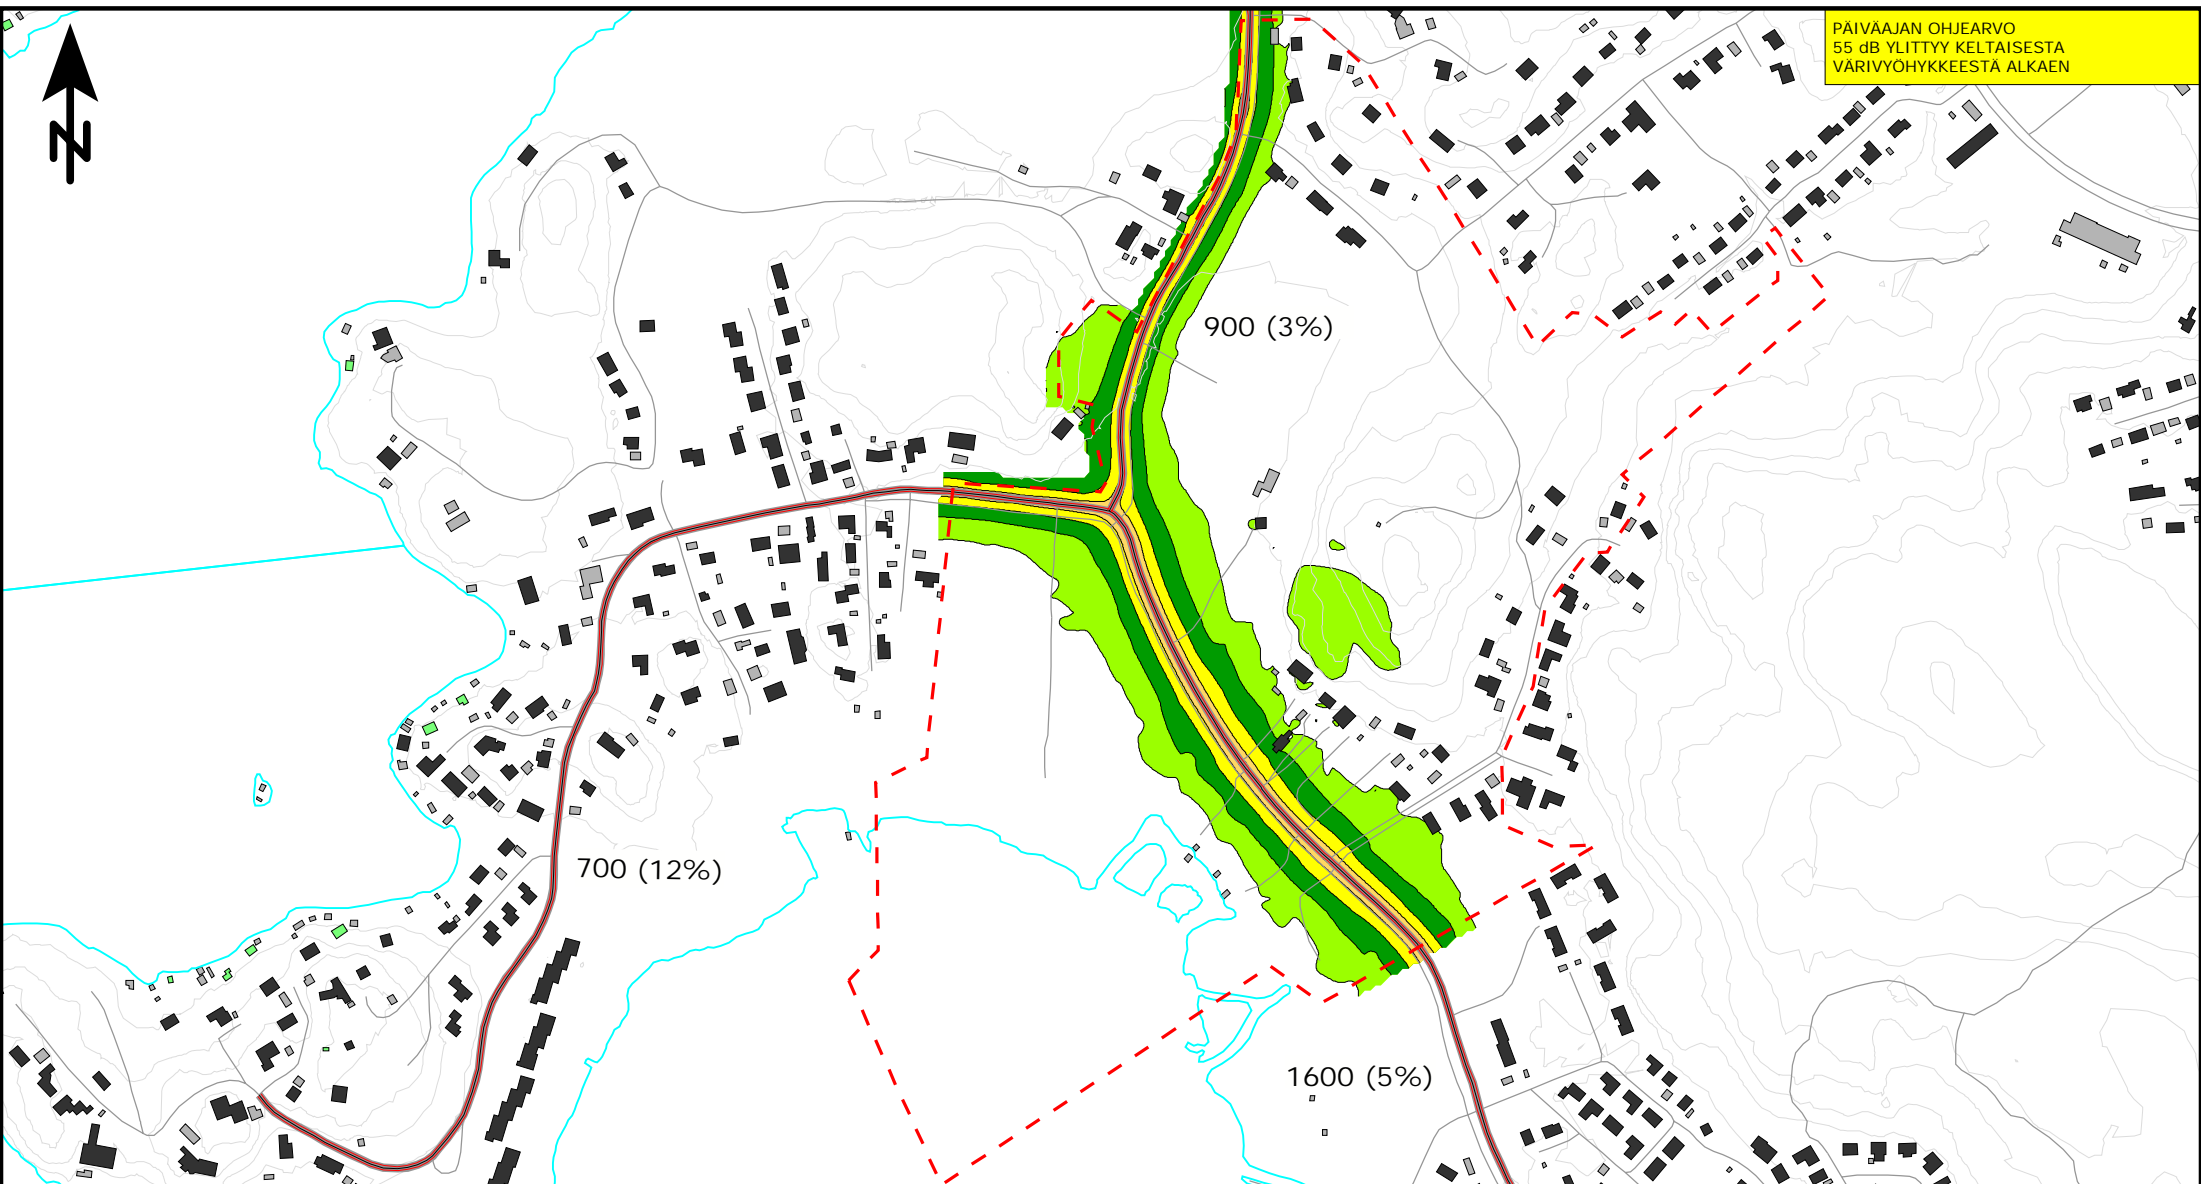 PÄIVÄAJAN OHJEARVO
55 dB YLITTYY KELTAISESTA
VÄRIVYÖHYKKEESTÄ ALKAEN
N
900 (3%)
700 (12%)
1600 (5%)